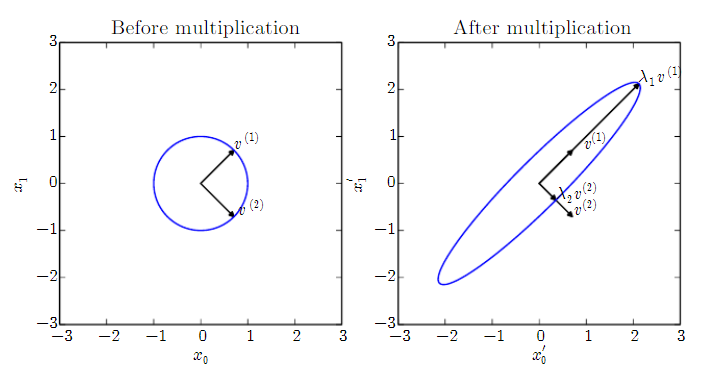 Before multiplication
3
2
1
0
−1
−2
−3
−3 −2 −1 0 1 2 3
x₀
x₁
v⁽¹⁾
v⁽²⁾
After multiplication
3
2
1
0
−1
−2
−3
−3 −2 −1 0 1 2 3
x′₀
x′₁
λ₁ v⁽¹⁾
v⁽¹⁾
λ₂ v⁽²⁾
v⁽²⁾